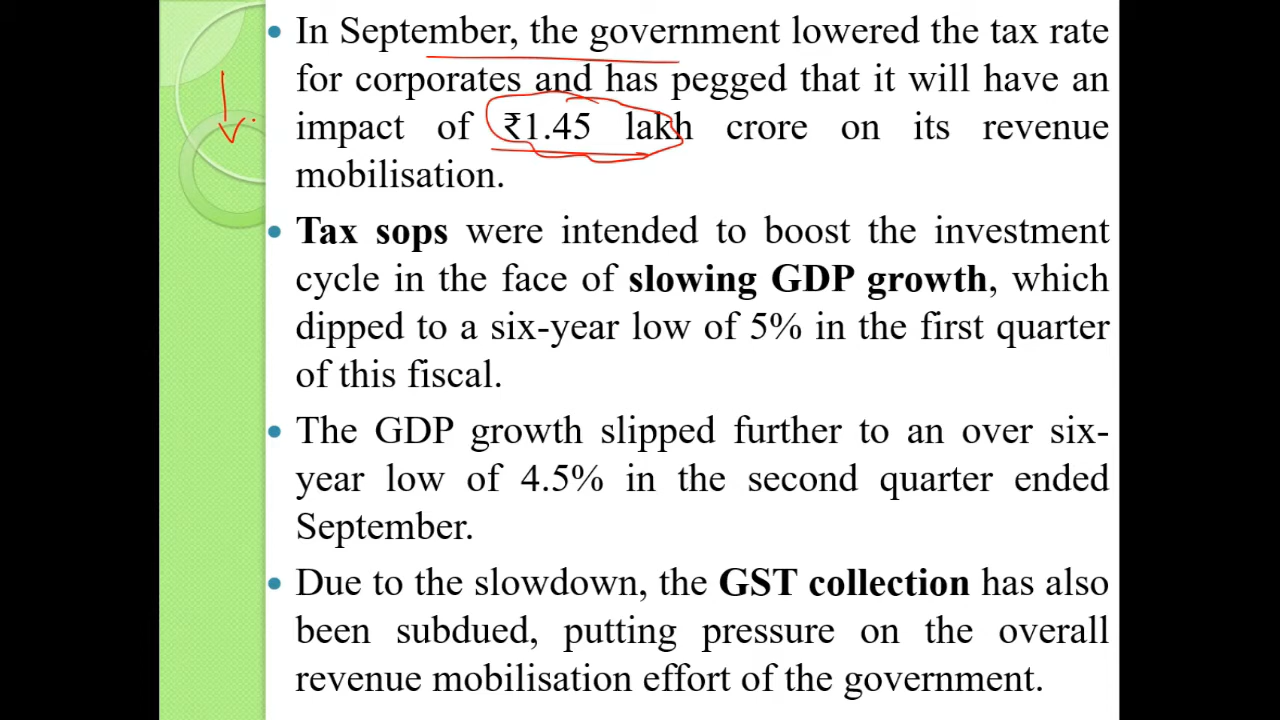 In September, the government lowered the tax rate
for corporates and has pegged that it will have an
impact of ₹1.45 lakh crore on its revenue
mobilisation.
Tax sops were intended to boost the investment
cycle in the face of slowing GDP growth, which
dipped to a six-year low of 5% in the first quarter
of this fiscal.
The GDP growth slipped further to an over six-
year low of 4.5% in the second quarter ended
September.
Due to the slowdown, the GST collection has also
been subdued, putting pressure on the overall
revenue mobilisation effort of the government.